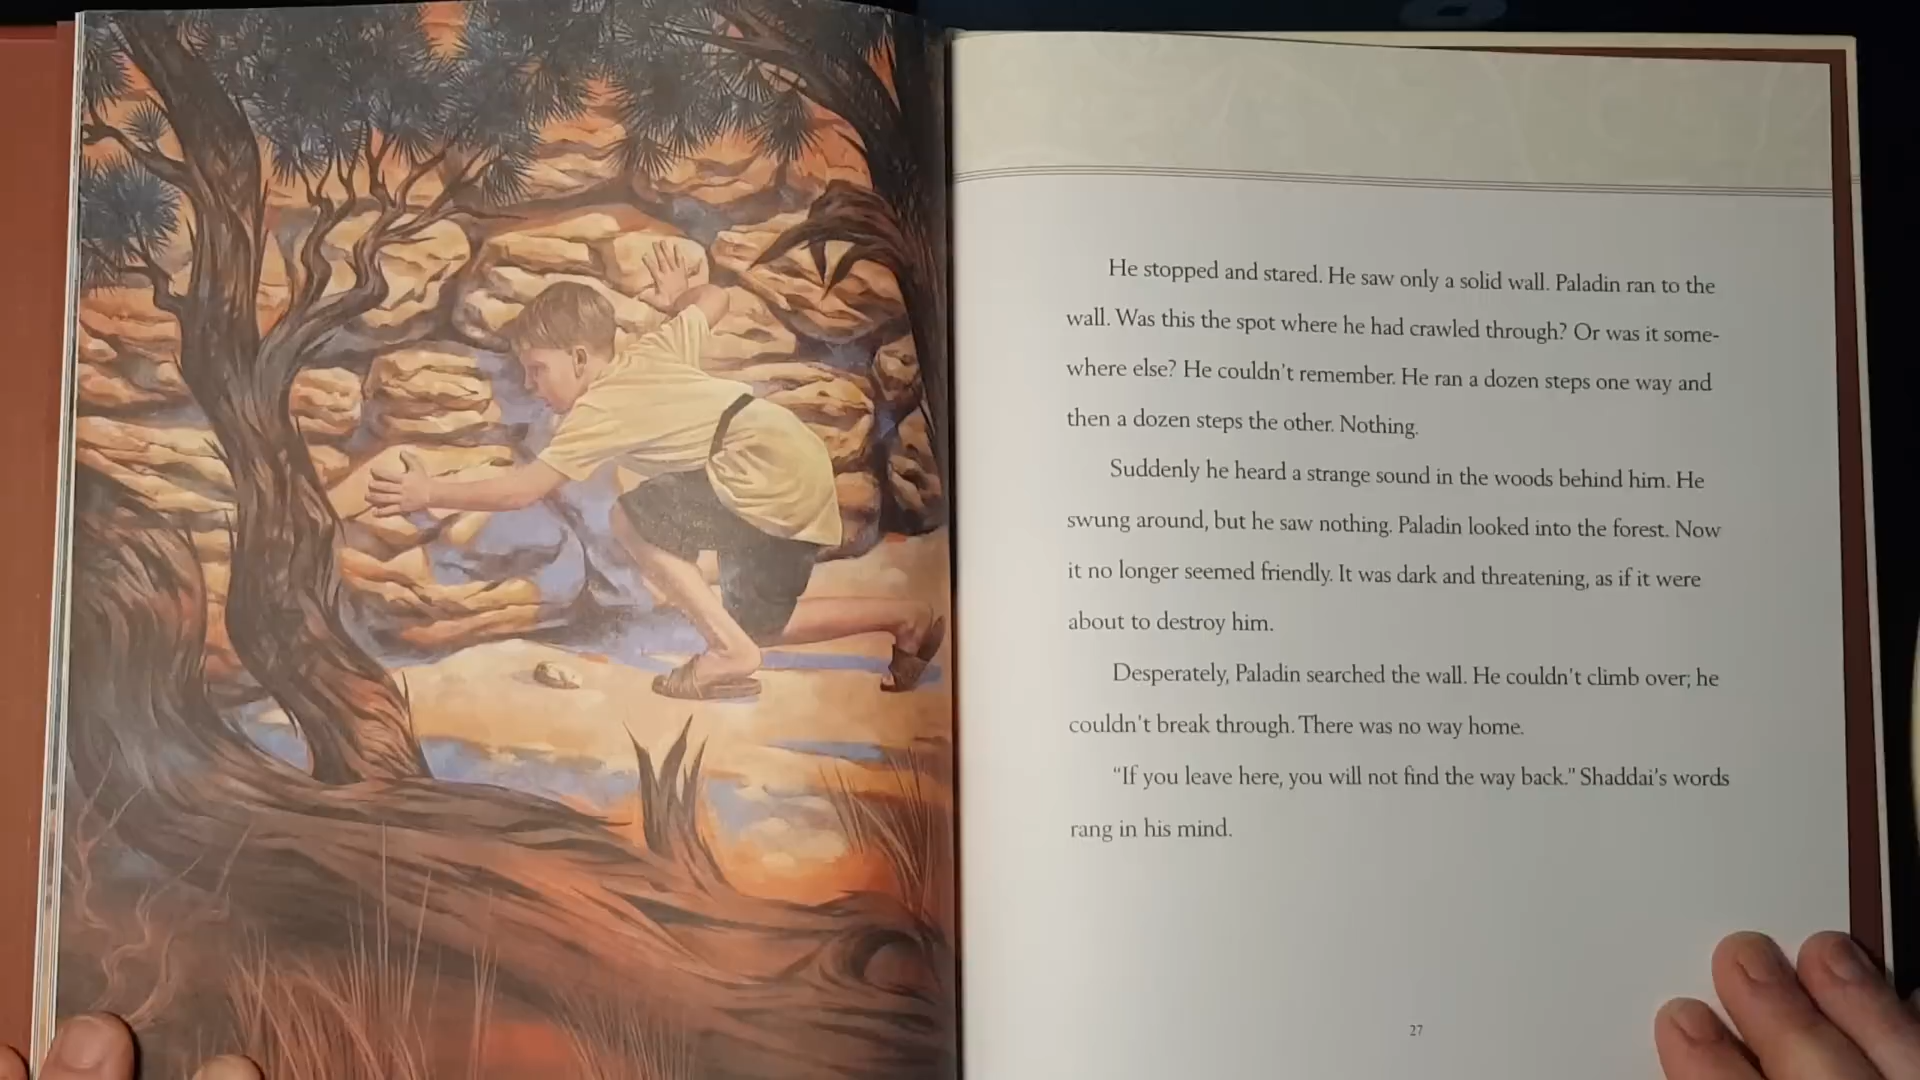 He stopped and stared. He saw only a solid wall. Paladin ran to the
wall. Was this the spot where he had crawled through? Or was it some-
where else? He couldn't remember. He ran a dozen steps one way and
then a dozen steps the other. Nothing.
Suddenly he heard a strange sound in the woods behind him. He
swung around, but he saw nothing. Paladin looked into the forest. Now
it no longer seemed friendly. It was dark and threatening, as if it were
about to destroy him.
Desperately, Paladin searched the wall. He couldn't climb over; he
couldn't break through. There was no way home.
"If you leave here, you will not find the way back." Shaddai's words
rang in his mind.
27